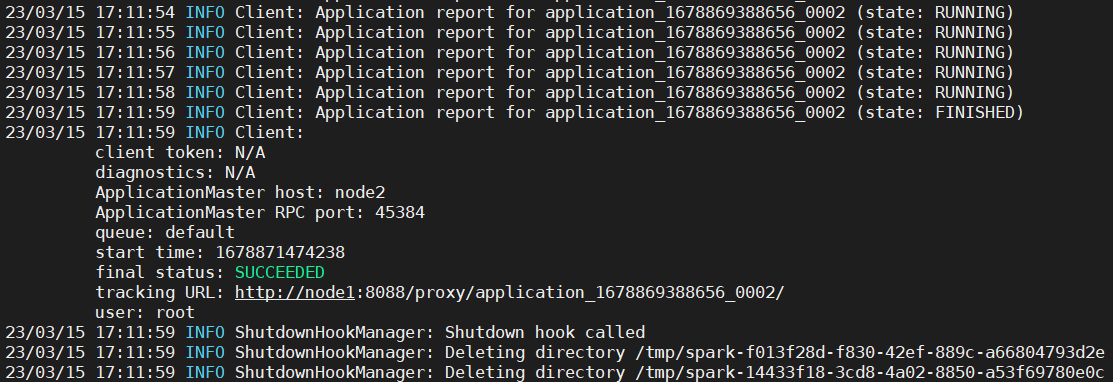 23/03/15 17:11:54 INFO Client: Application report for application_1678869388656_0002 (state: RUNNING)
23/03/15 17:11:55 INFO Client: Application report for application_1678869388656_0002 (state: RUNNING)
23/03/15 17:11:56 INFO Client: Application report for application_1678869388656_0002 (state: RUNNING)
23/03/15 17:11:57 INFO Client: Application report for application_1678869388656_0002 (state: RUNNING)
23/03/15 17:11:58 INFO Client: Application report for application_1678869388656_0002 (state: RUNNING)
23/03/15 17:11:59 INFO Client: Application report for application_1678869388656_0002 (state: FINISHED)
23/03/15 17:11:59 INFO Client:
client token: N/A
diagnostics: N/A
ApplicationMaster host: node2
ApplicationMaster RPC port: 45384
queue: default
start time: 1678871474238
final status: SUCCEEDED
tracking URL: http://node1:8088/proxy/application_1678869388656_0002/
user: root
23/03/15 17:11:59 INFO ShutdownHookManager: Shutdown hook called
23/03/15 17:11:59 INFO ShutdownHookManager: Deleting directory /tmp/spark-f013f28d-f830-42ef-889c-a66804793d2e
23/03/15 17:11:59 INFO ShutdownHookManager: Deleting directory /tmp/spark-14433f18-3cd8-4a02-8850-a53f69780e0c